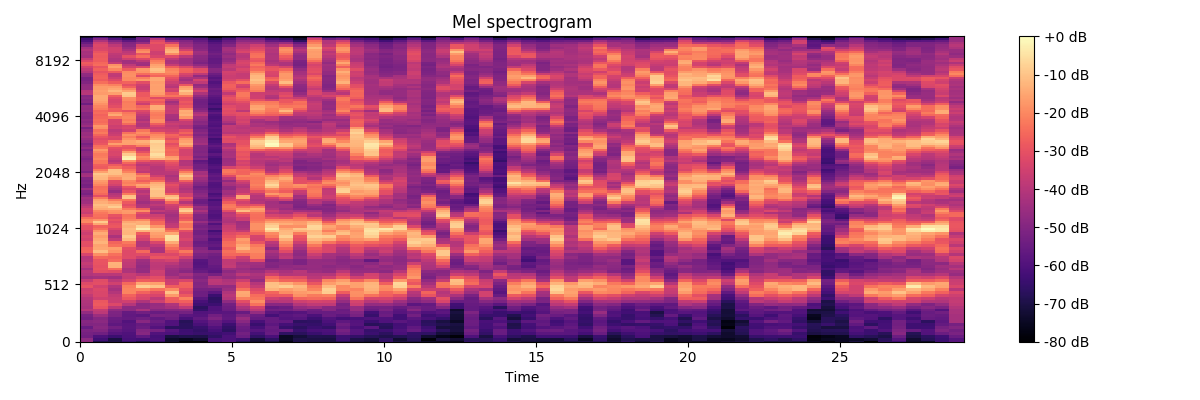 Mel spectrogram
8192
4096
2048
1024
512
0
Hz
0 5 10 15 20 25
Time
+0 dB
-10 dB
-20 dB
-30 dB
-40 dB
-50 dB
-60 dB
-70 dB
-80 dB